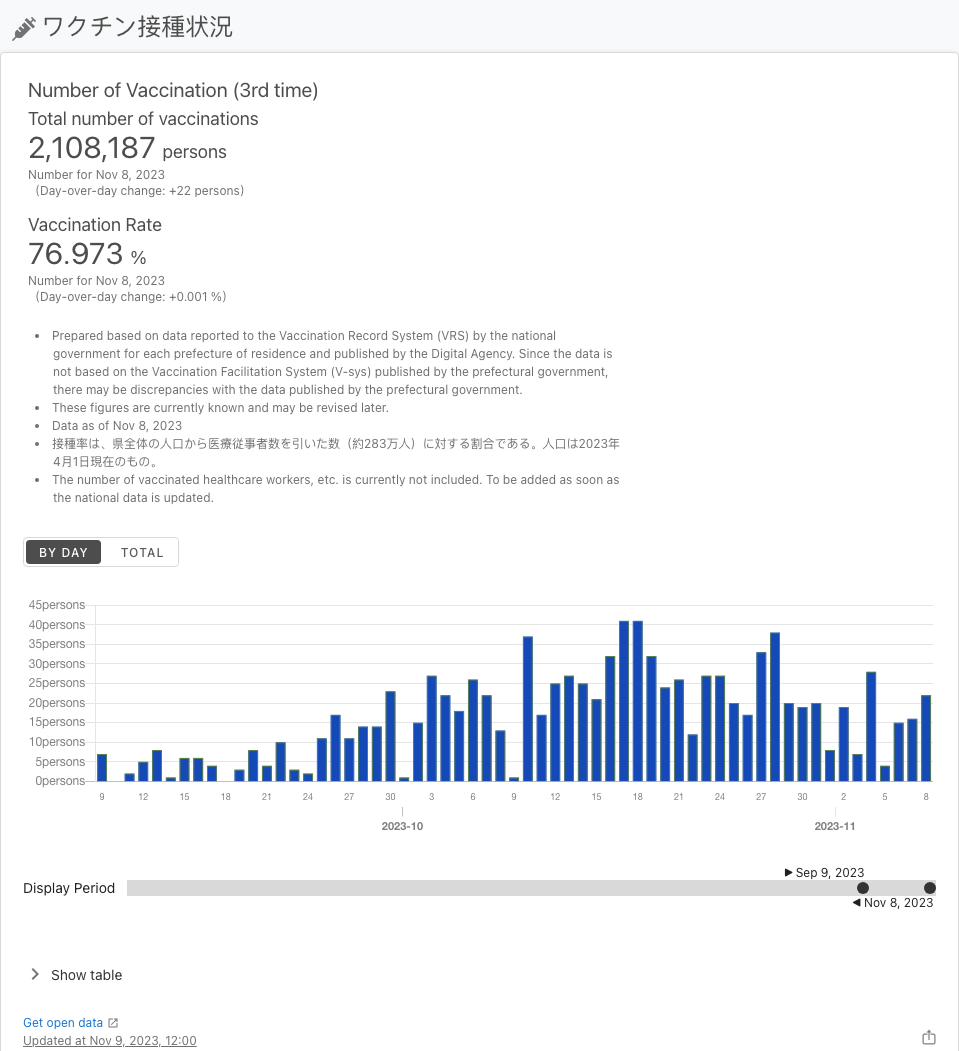 ワクチン接種状況
Number of Vaccination (3rd time)
Total number of vaccinations
2,108,187 persons
Number for Nov 8, 2023
(Day-over-day change: +22 persons)
Vaccination Rate
76.973 %
Number for Nov 8, 2023
(Day-over-day change: +0.001 %)
• Prepared based on data reported to the Vaccination Record System (VRS) by the national
government for each prefecture of residence and published by the Digital Agency. Since the data is
not based on the Vaccination Facilitation System (V-sys) published by the prefectural government,
there may be discrepancies with the data published by the prefectural government.
• These figures are currently known and may be revised later.
• Data as of Nov 8, 2023
• 接種率は、県全体の人口から医療従事者数を引いた数（約283万人）に対する割合である。人口は2023年
4月1日現在のもの。
• The number of vaccinated healthcare workers, etc. is currently not included. To be added as soon as
the national data is updated.
BY DAY TOTAL
45persons
40persons
35persons
30persons
25persons
20persons
15persons
10persons
5persons
0persons
9 12 15 18 21 24 27 30 3 6 9 12 15 18 21 24 27 30 2 5 8
2023-10 2023-11
Sep 9, 2023
Display Period
Nov 8, 2023
Show table
Get open data
Updated at Nov 9, 2023, 12:00